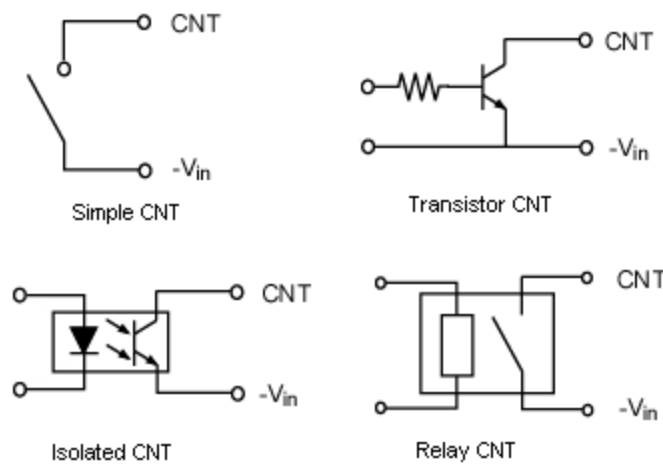 CNT
-Vin
Simple CNT
CNT
-Vin
Transistor CNT
CNT
-Vin
Isolated CNT
CNT
-Vin
Relay CNT